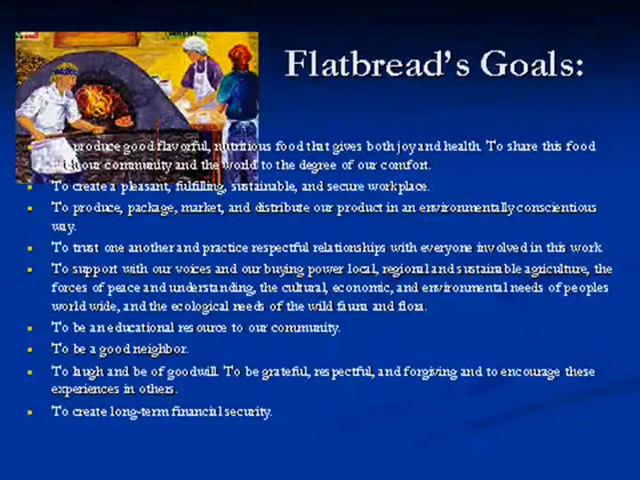 Flatbread's Goals:
To produce good flavorful, nutritious food that gives both joy and health. To share this food
with our community and the world to the degree of our comfort.
To create a pleasant, fulfilling, sustainable, and secure workplace.
To produce, package, market, and distribute our product in an environmentally conscientious
way.
To trust one another and practice respectful relationships with everyone involved in this work
To support with our voices and our buying power local, regional and sustainable agriculture, the
forces of peace and understanding, the cultural, economic, and environmental needs of peoples
world wide, and the ecological needs of the wild fauna and flora.
To be an educational resource to our community.
To be a good neighbor.
To laugh and be of goodwill. To be grateful, respectful, and forgiving and to encourage these
experiences in others.
To create long-term financial security.